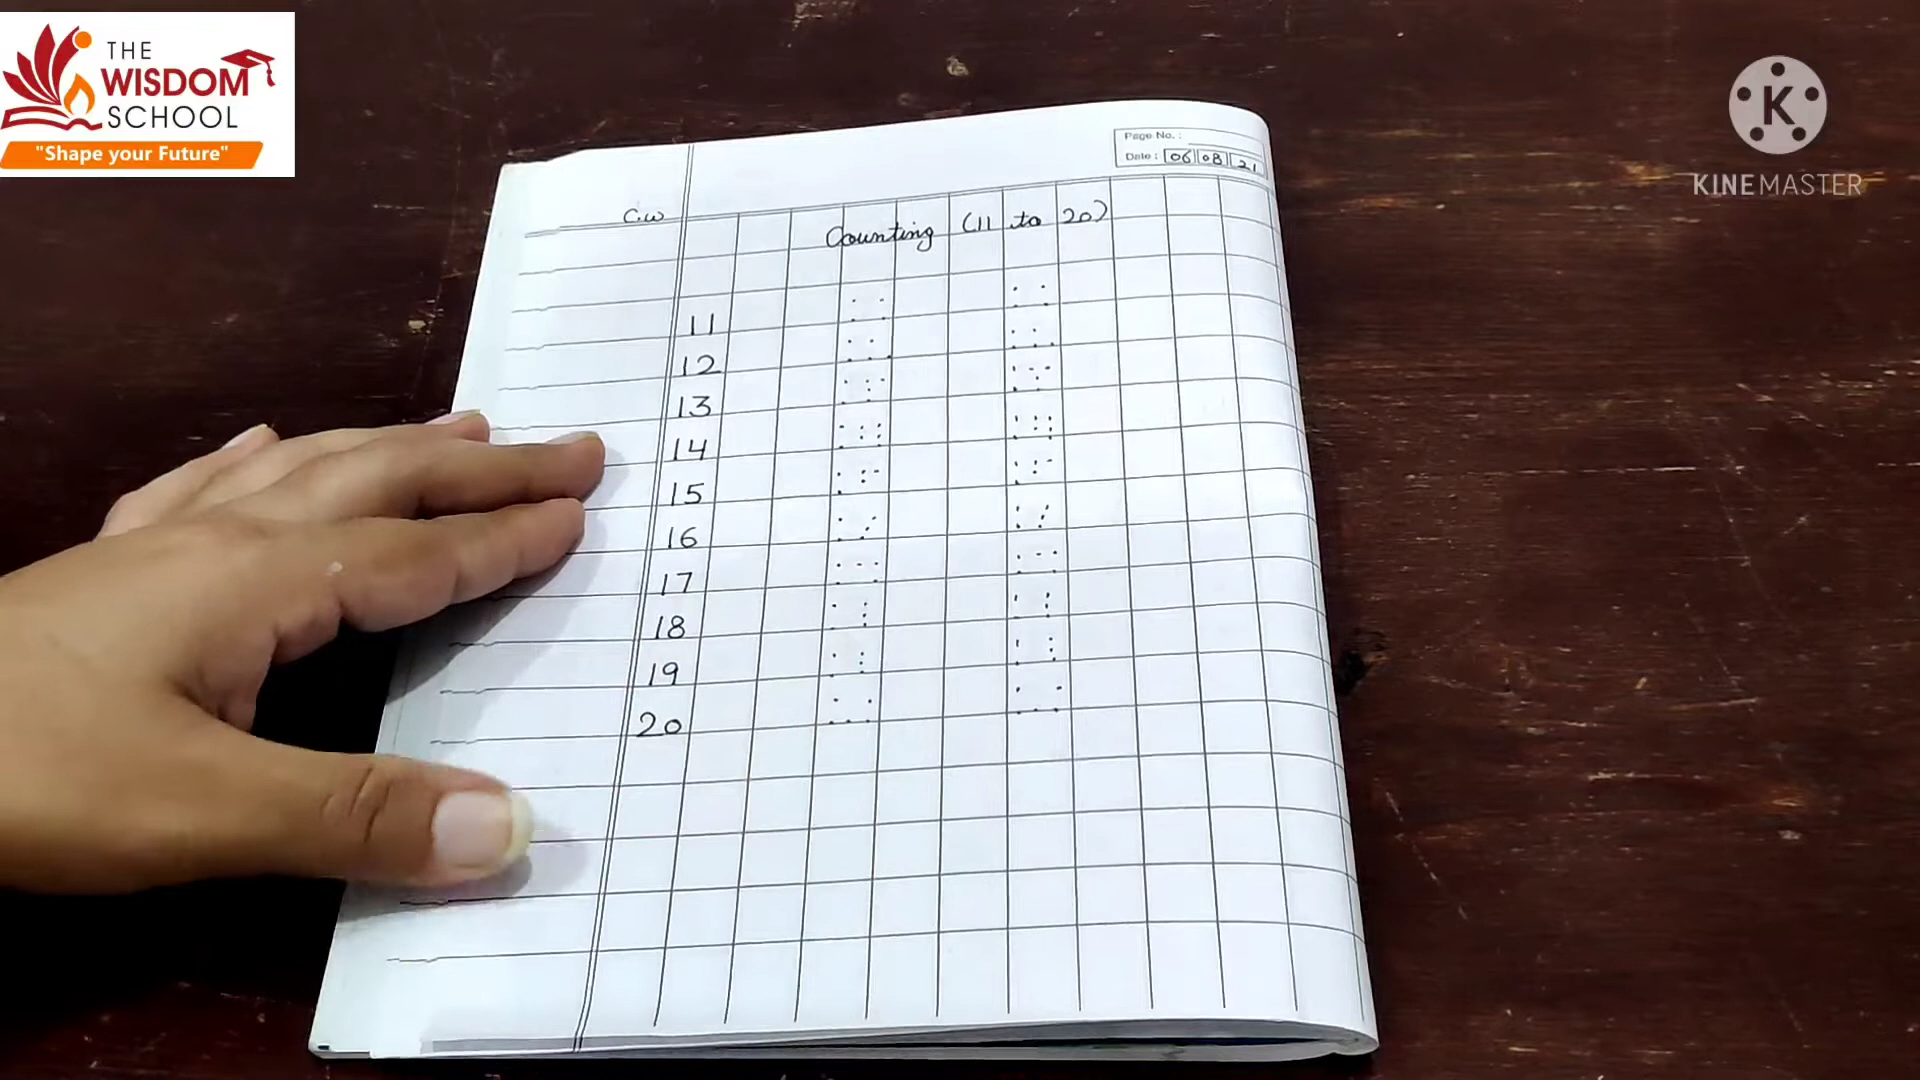 THE
WISDOM
SCHOOL
"Shape your Future"
K
KINEMASTER
Page No. :
Date : 06 08 21
C.W
Counting (11 to 20)
11
12
13
14
15
16
17
18
19
20